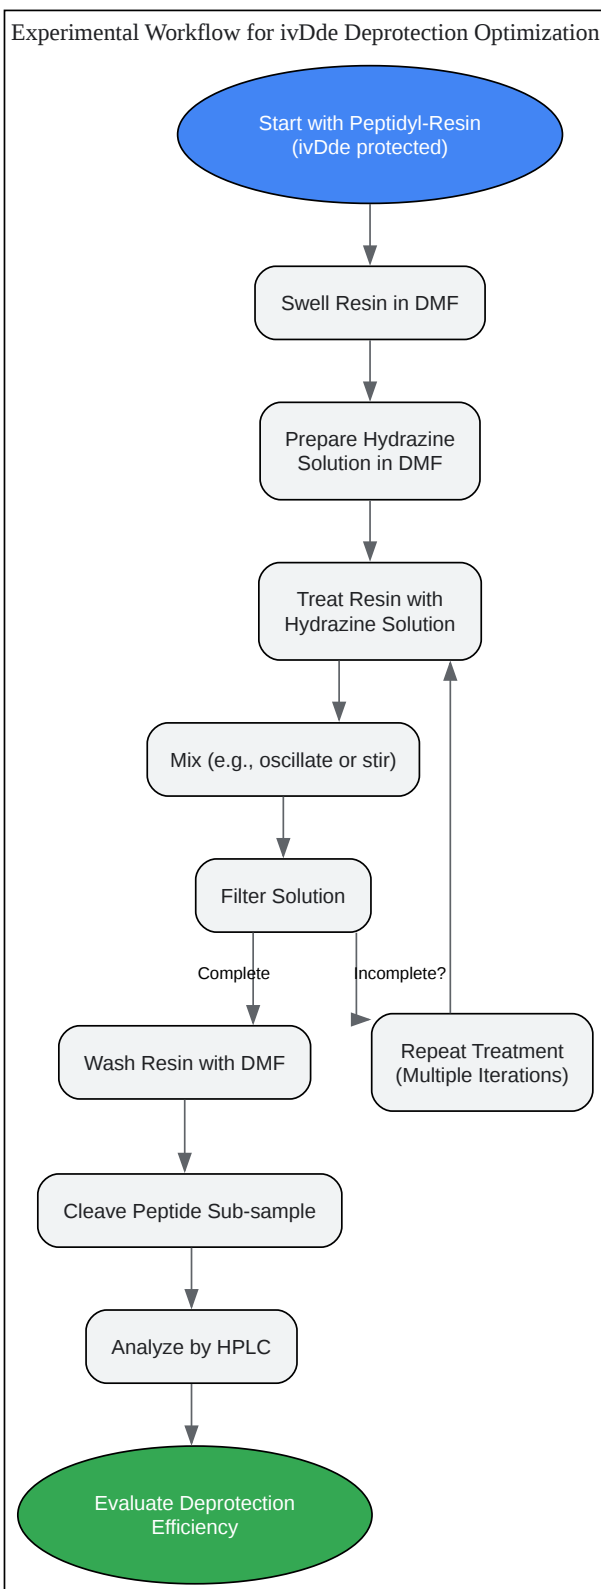 Experimental Workflow for ivDde Deprotection Optimization
Start with Peptidyl-Resin
(ivDde protected)
Swell Resin in DMF
Prepare Hydrazine
Solution in DMF
Treat Resin with
Hydrazine Solution
Mix (e.g., oscillate or stir)
Filter Solution
Complete
Incomplete?
Wash Resin with DMF
Repeat Treatment
(Multiple Iterations)
Cleave Peptide Sub-sample
Analyze by HPLC
Evaluate Deprotection
Efficiency